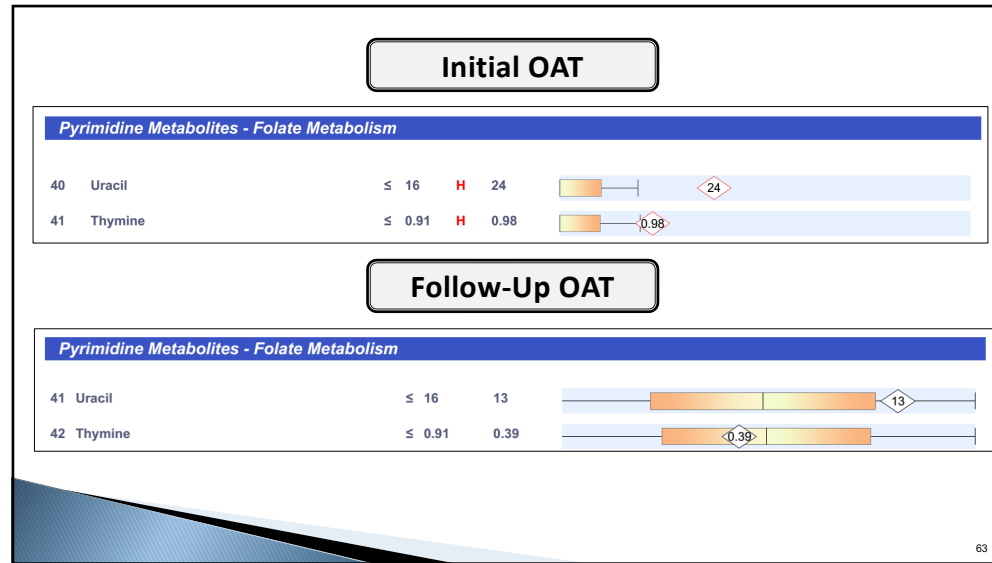 Initial OAT
Pyrimidine Metabolites - Folate Metabolism
40 Uracil ≤ 16 H 24 24
41 Thymine ≤ 0.91 H 0.98 0.98
Follow-Up OAT
Pyrimidine Metabolites - Folate Metabolism
41 Uracil ≤ 16 13 13
42 Thymine ≤ 0.91 0.39 0.39
63